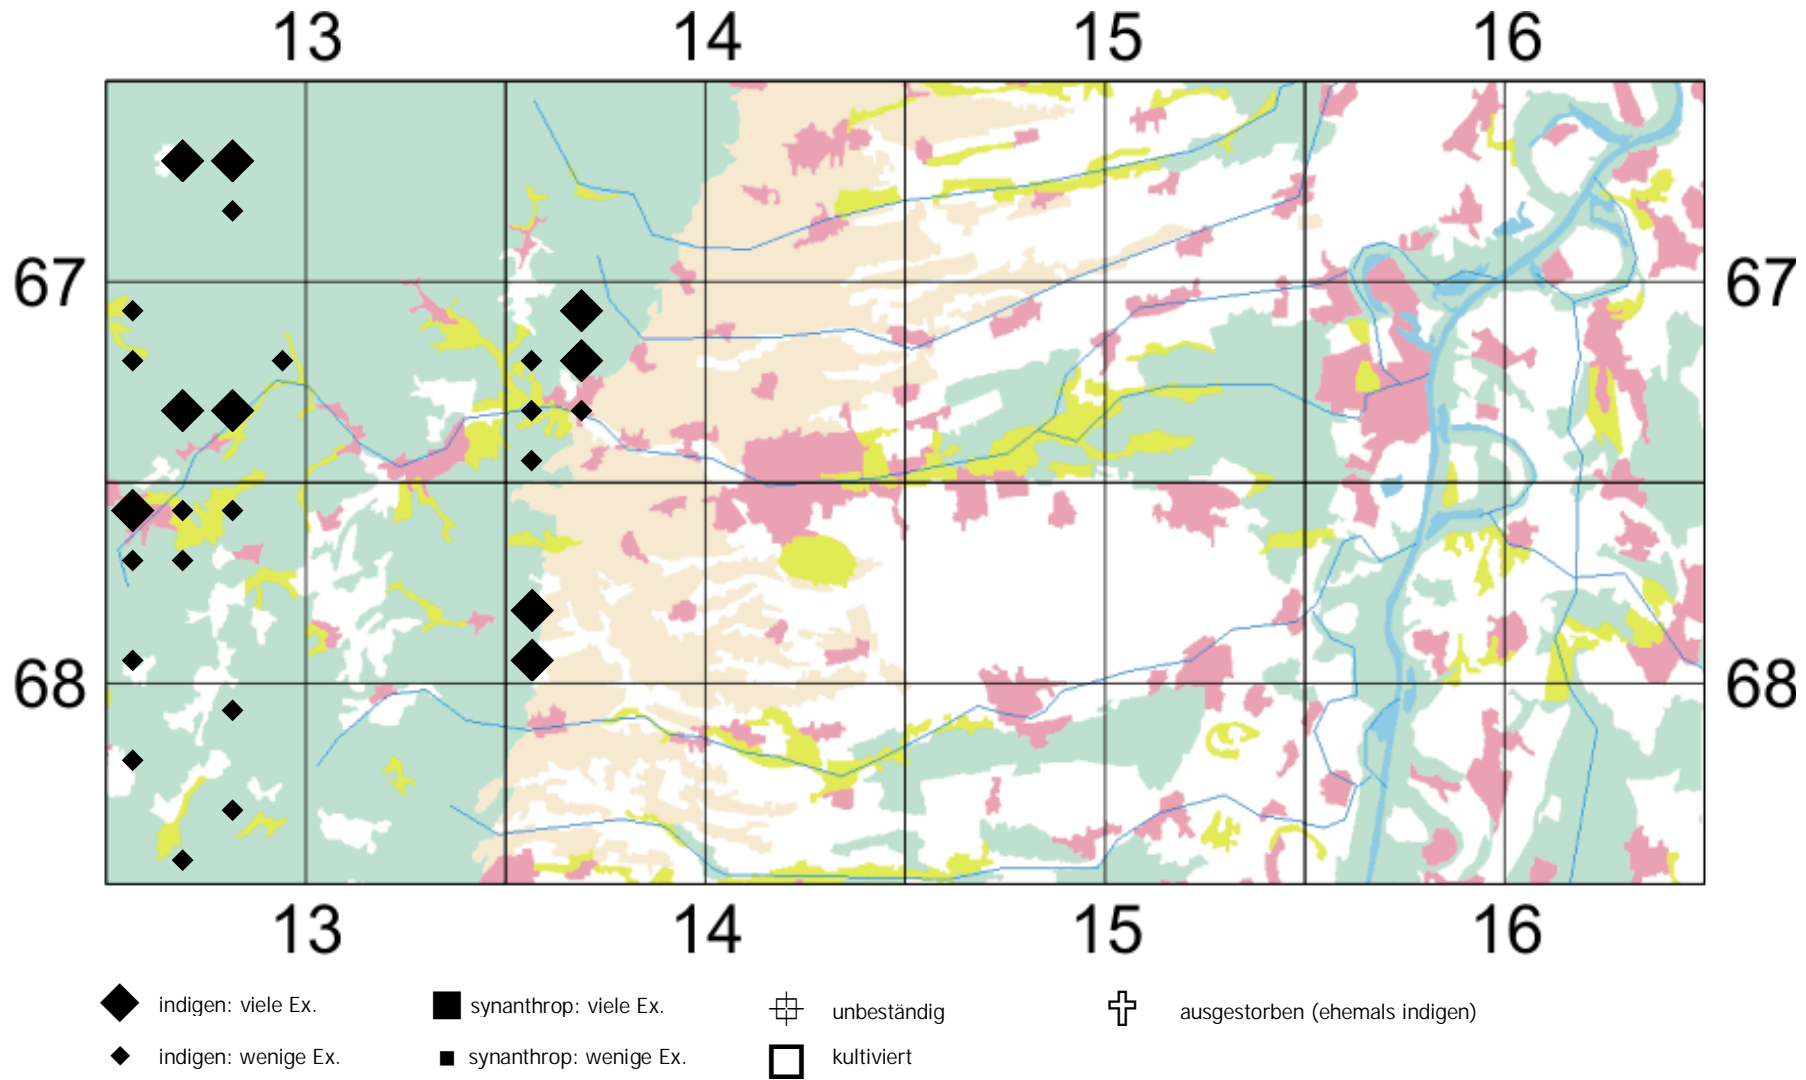 13 14 15 16
67 67
68 68
13 14 15 16
indigen: viele Ex. synanthrop: viele Ex. unbeständig ausgestorben (ehemals indigen)
indigen: wenige Ex. synanthrop: wenige Ex. kultiviert